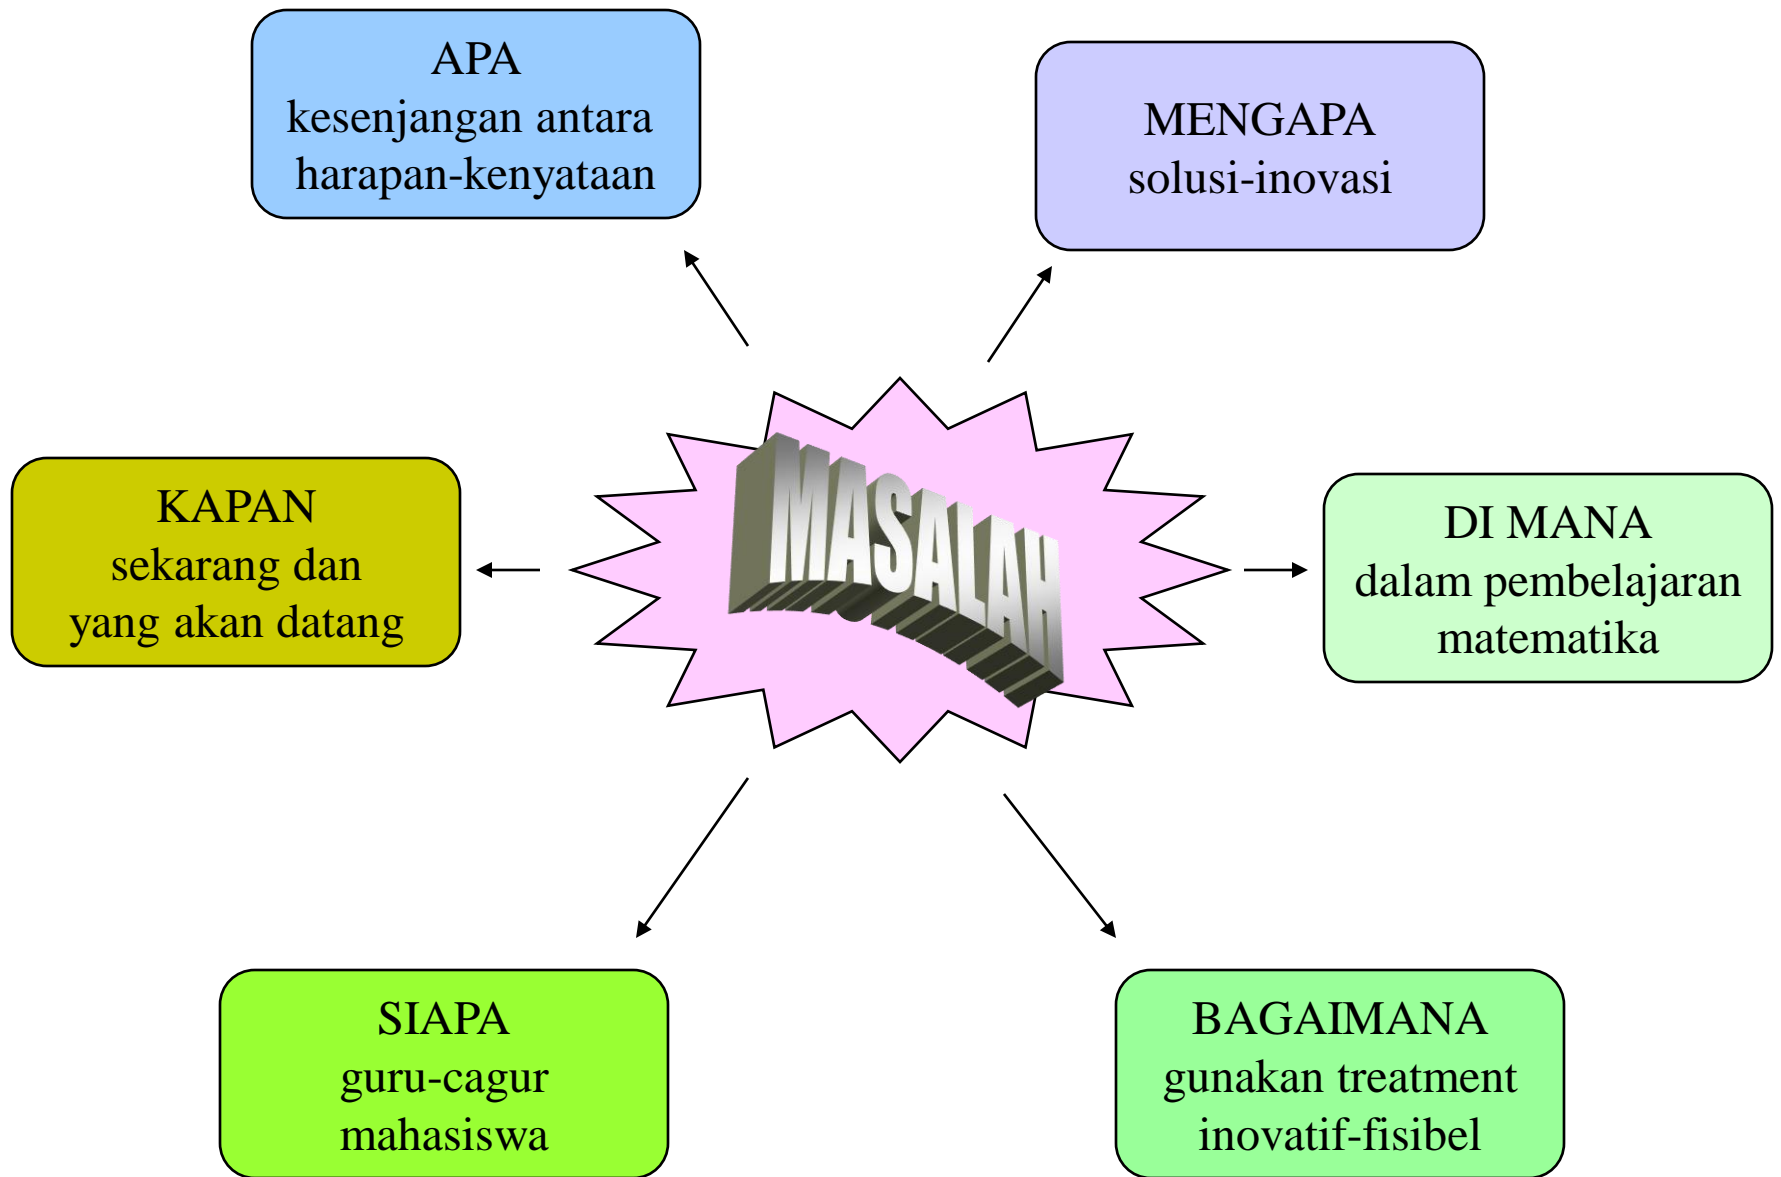 APA
kesenjangan antara
harapan-kenyataan
MENGAPA
solusi-inovasi
MASALAH
KAPAN
sekarang dan
yang akan datang
DI MANA
dalam pembelajaran
matematika
SIAPA
guru-cagur
mahasiswa
BAGAIMANA
gunakan treatment
inovatif-fisibel